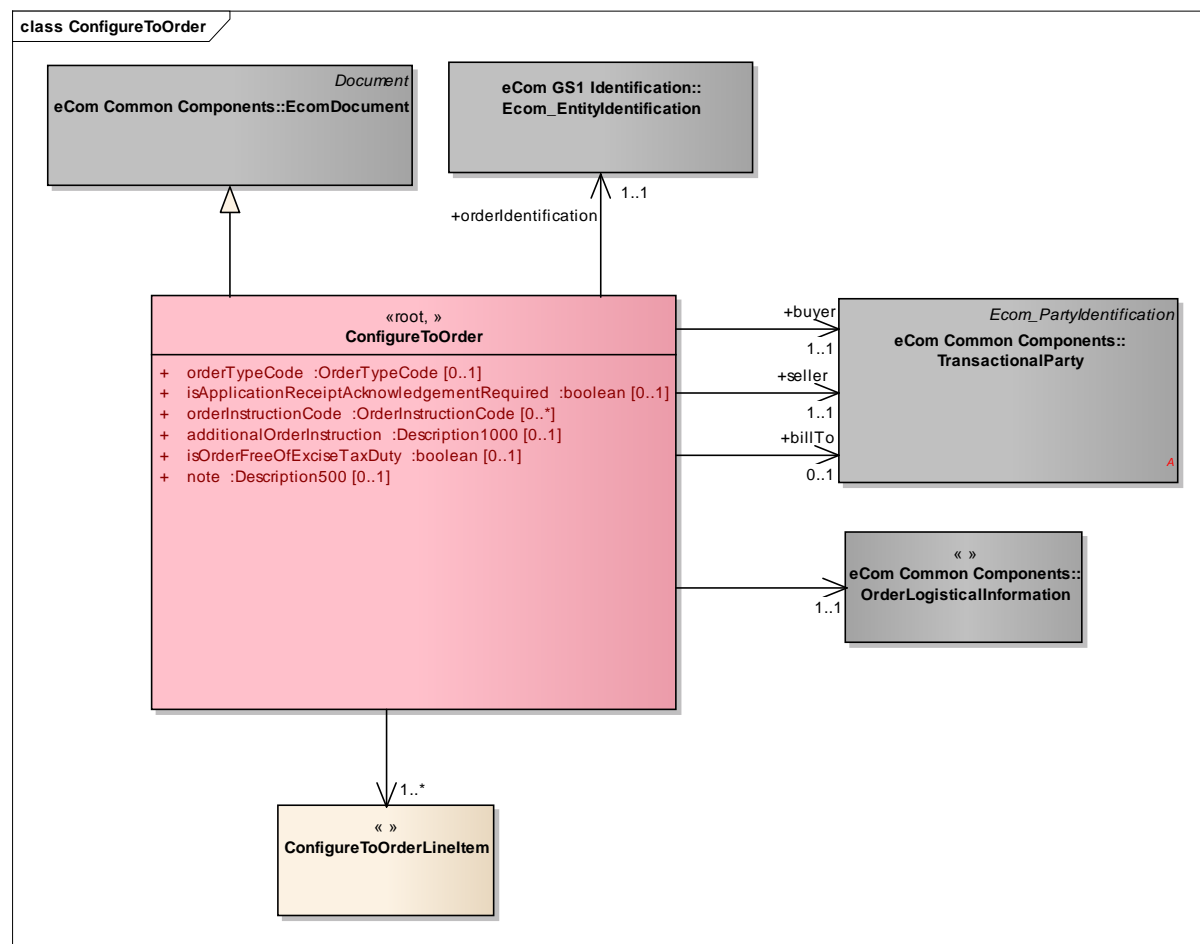 class ConfigureToOrder
Document
eCom Common Components::EcomDocument
eCom GS1 Identification::
Ecom_EntityIdentification
1..1
+orderIdentification
«root, »
ConfigureToOrder
+ orderTypeCode :OrderTypeCode [0..1]
+ isApplicationReceiptAcknowledgementRequired :boolean [0..1]
+ orderInstructionCode :OrderInstructionCode [0..*]
+ additionalOrderInstruction :Description1000 [0..1]
+ isOrderFreeOfExciseTaxDuty :boolean [0..1]
+ note :Description500 [0..1]
+buyer
1..1
+seller
1..1
+billTo
0..1
Ecom_PartyIdentification
eCom Common Components::
TransactionalParty
A
« »
eCom Common Components::
OrderLogisticalInformation
1..1
1..*
« »
ConfigureToOrderLineItem